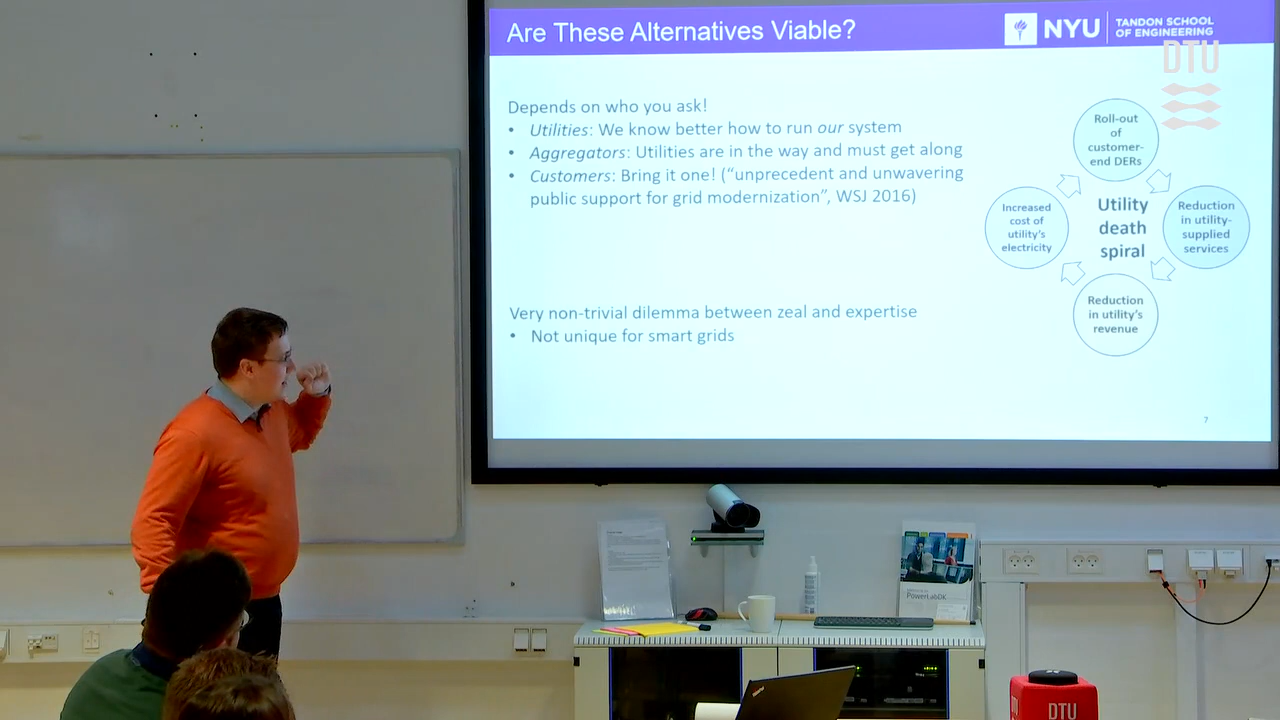 Are These Alternatives Viable?
NYU
TANDON SCHOOL
OF ENGINEERING
DTU
Depends on who you ask!
• Utilities: We know better how to run our system
• Aggregators: Utilities are in the way and must get along
• Customers: Bring it one! (“unprecedent and unwavering
public support for grid modernization”, WSJ 2016)
Very non-trivial dilemma between zeal and expertise
• Not unique for smart grids
Roll-out
of
customer-
end DERs
Increased
cost of
utility's
electricity
Utility
death
spiral
Reduction
in utility-
supplied
services
Reduction
in utility's
revenue
7
PowerLabDK
DTU